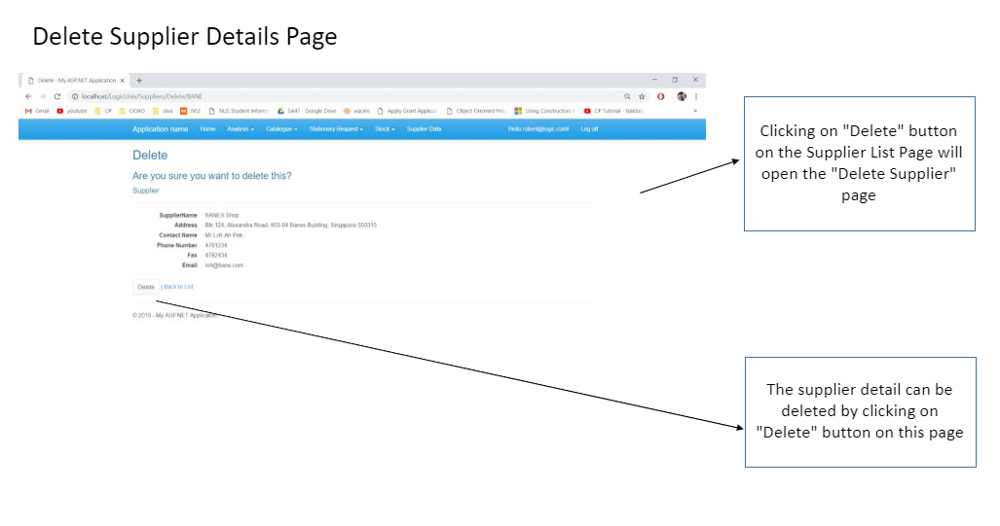 Delete Supplier Details Page
Delete - My ASP.NET Application
localhost/LogicUniv/Suppliers/Delete/BANE
Gmail youtube C# OOAD Java IVLE NUS Student Inform SA47 - Google Drive xiaomi Apply Grant Applicat Object Oriented Pro Using Constructors C# Tutorial - Validat
Application name Home Analysis Catalogue Stationery Request Stock Supplier Data Hello robert@logic.com! Log off
Delete
Are you sure you want to delete this?
Supplier
SupplierName BANES Shop
Address Blk 124, Alexandra Road, #03-04 Banes Building, Singapore 550315
Contact Name Mr Loh Ah Pek
Phone Number 4781234
Fax 4792434
Email loh@bane.com
Delete | Back to List
© 2019 - My ASP.NET Application
Clicking on "Delete" button
on the Supplier List Page will
open the "Delete Supplier"
page
The supplier detail can be
deleted by clicking on
"Delete" button on this page